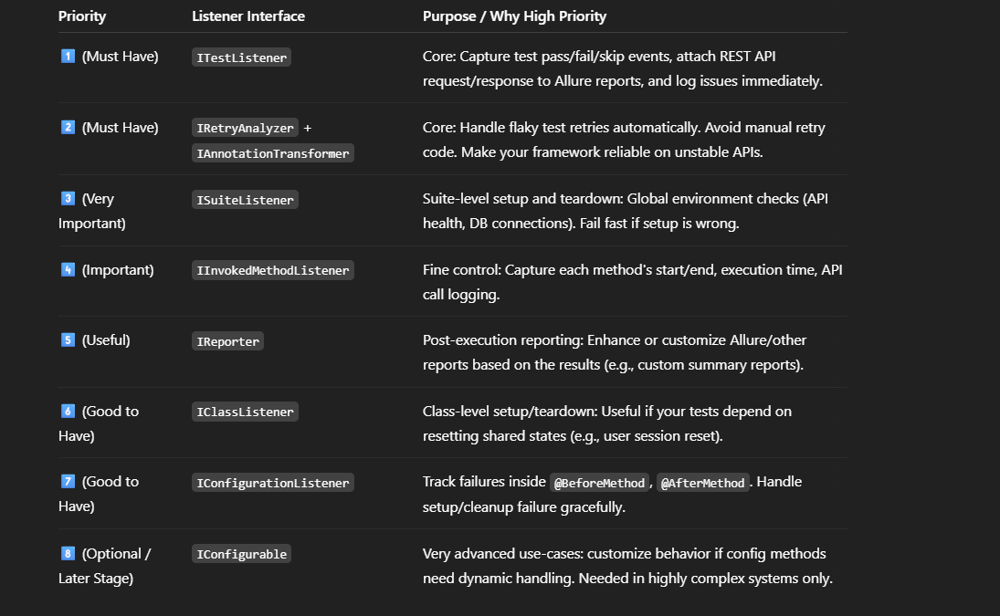 Priority Listener Interface Purpose / Why High Priority
1️⃣ (Must Have) ITestListener Core: Capture test pass/fail/skip events, attach REST API
request/response to Allure reports, and log issues immediately.
2️⃣ (Must Have) IRetryAnalyzer + Core: Handle flaky test retries automatically. Avoid manual retry
IAnnotationTransformer code. Make your framework reliable on unstable APIs.
3️⃣ (Very ISuiteListener Suite-level setup and teardown: Global environment checks (API
Important) health, DB connections). Fail fast if setup is wrong.
4️⃣ (Important) IInvokedMethodListener Fine control: Capture each method's start/end, execution time, API
call logging.
5️⃣ (Useful) IReporter Post-execution reporting: Enhance or customize Allure/other
reports based on the results (e.g., custom summary reports).
6️⃣ (Good to IClassListener Class-level setup/teardown: Useful if your tests depend on
Have) resetting shared states (e.g., user session reset).
7️⃣ (Good to IConfigurationListener Track failures inside @BeforeMethod, @AfterMethod. Handle
Have) setup/cleanup failure gracefully.
8️⃣ (Optional / IConfigurable Very advanced use-cases: customize behavior if config methods
Later Stage) need dynamic handling. Needed in highly complex systems only.